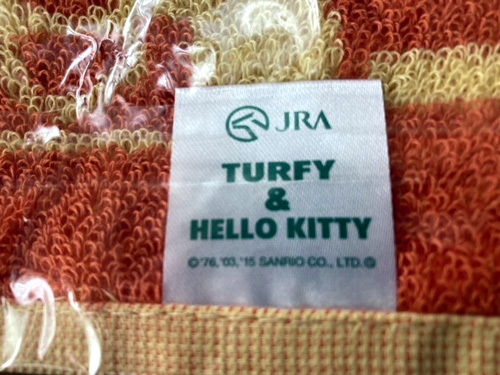 JRA
TURFY
&
HELLO KITTY
©'76,'03,'15 SANRIO CO., LTD.Ⓖ